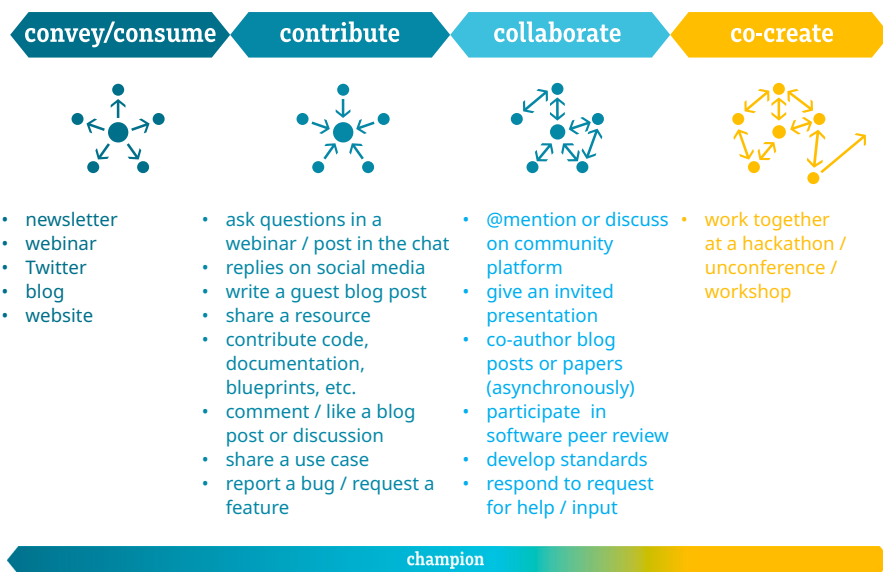 convey/consume
contribute
collaborate
co-create
• newsletter
• webinar
• Twitter
• blog
• website
• ask questions in a
webinar / post in the chat
• replies on social media
• write a guest blog post
• share a resource
• contribute code,
documentation,
blueprints, etc.
• comment / like a blog
post or discussion
• share a use case
• report a bug / request a
feature
• @mention or discuss
on community
platform
• give an invited
presentation
• co-author blog
posts or papers
(asynchronously)
• participate in
software peer review
• develop standards
• respond to request
for help / input
• work together
at a hackathon /
unconference /
workshop
champion